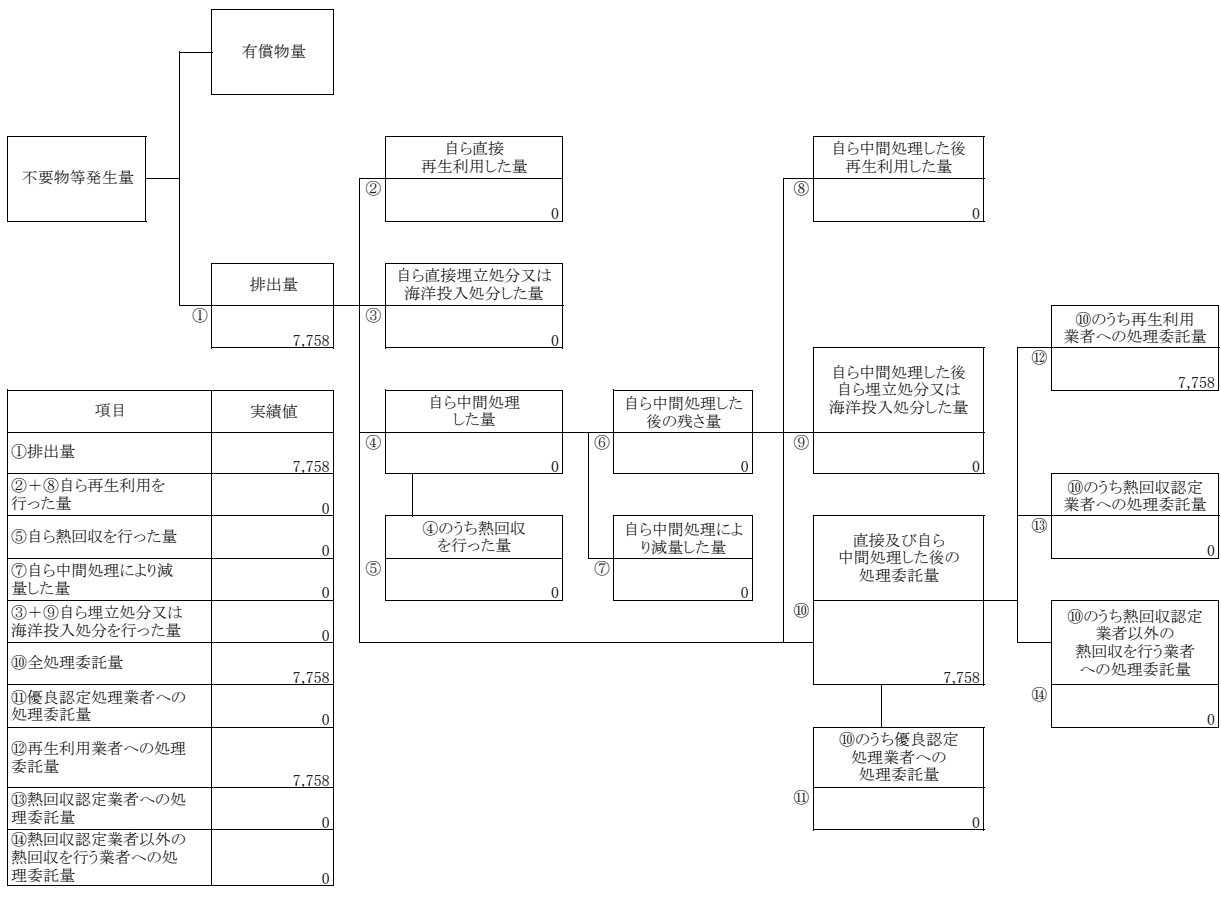 有償物量
不要物等発生量
排出量
①
7,758
自ら直接
再生利用した量
②
0
自ら直接埋立処分又は
海洋投入処分した量
③
0
自ら中間処理
した量
④
0
④のうち熱回収
を行った量
⑤
0
自ら中間処理した
後の残さ量
⑥
0
自ら中間処理によ
り減量した量
⑦
0
自ら中間処理した後
再生利用した量
⑧
0
自ら中間処理した後
自ら埋立処分又は
海洋投入処分した量
⑨
0
直接及び自ら
中間処理した後の
処理委託量
⑩
7,758
⑩のうち優良認定
処理業者への
処理委託量
⑪
0
⑩のうち再生利用
業者への処理委託量
⑫
7,758
⑩のうち熱回収認定
業者への処理委託量
⑬
0
⑩のうち熱回収認定
業者以外の
熱回収を行う業者
への処理委託量
⑭
0
項目 実績値
①排出量
7,758
②+⑧自ら再生利用を
行った量
0
⑤自ら熱回収を行った量
0
⑦自ら中間処理により減
量した量
0
③+⑨自ら埋立処分又は
海洋投入処分を行った量
0
⑩全処理委託量
7,758
⑪優良認定処理業者への
処理委託量
0
⑫再生利用業者への処理
委託量
7,758
⑬熱回収認定業者への処
理委託量
0
⑭熱回収認定業者以外の
熱回収を行う業者への処
理委託量
0